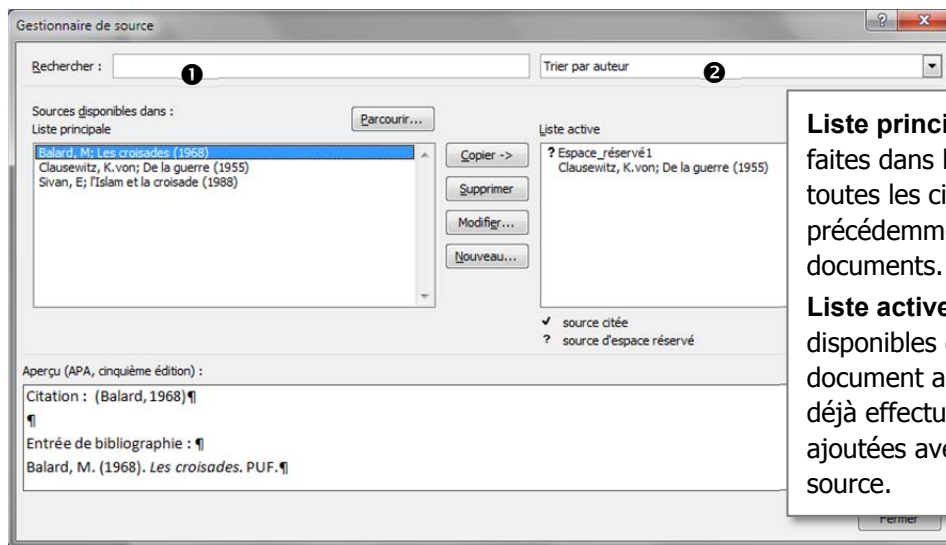 Gestionnaire de source
Rechercher :
❶
Trier par auteur
❷
Sources disponibles dans :
Liste principale
Parcourir...
Balard, M; Les croisades (1968)
Clausewitz, K.von; De la guerre (1955)
Sivan, E; l'Islam et la croisade (1988)
Copier ->
Supprimer
Modifier...
Nouveau...
Liste active
? Espace_réservé1
Clausewitz, K.von; De la guerre (1955)
✓ source citée
? source d'espace réservé
Aperçu (APA, cinquième édition) :
Citation : (Balard, 1968)¶
¶
Entrée de bibliographie : ¶
Balard, M. (1968). Les croisades. PUF.¶
Fermer
Liste princi
faites dans l
toutes les ci
précédemme
documents.
Liste active
disponibles
document a
déjà effectu
ajoutées ave
source.